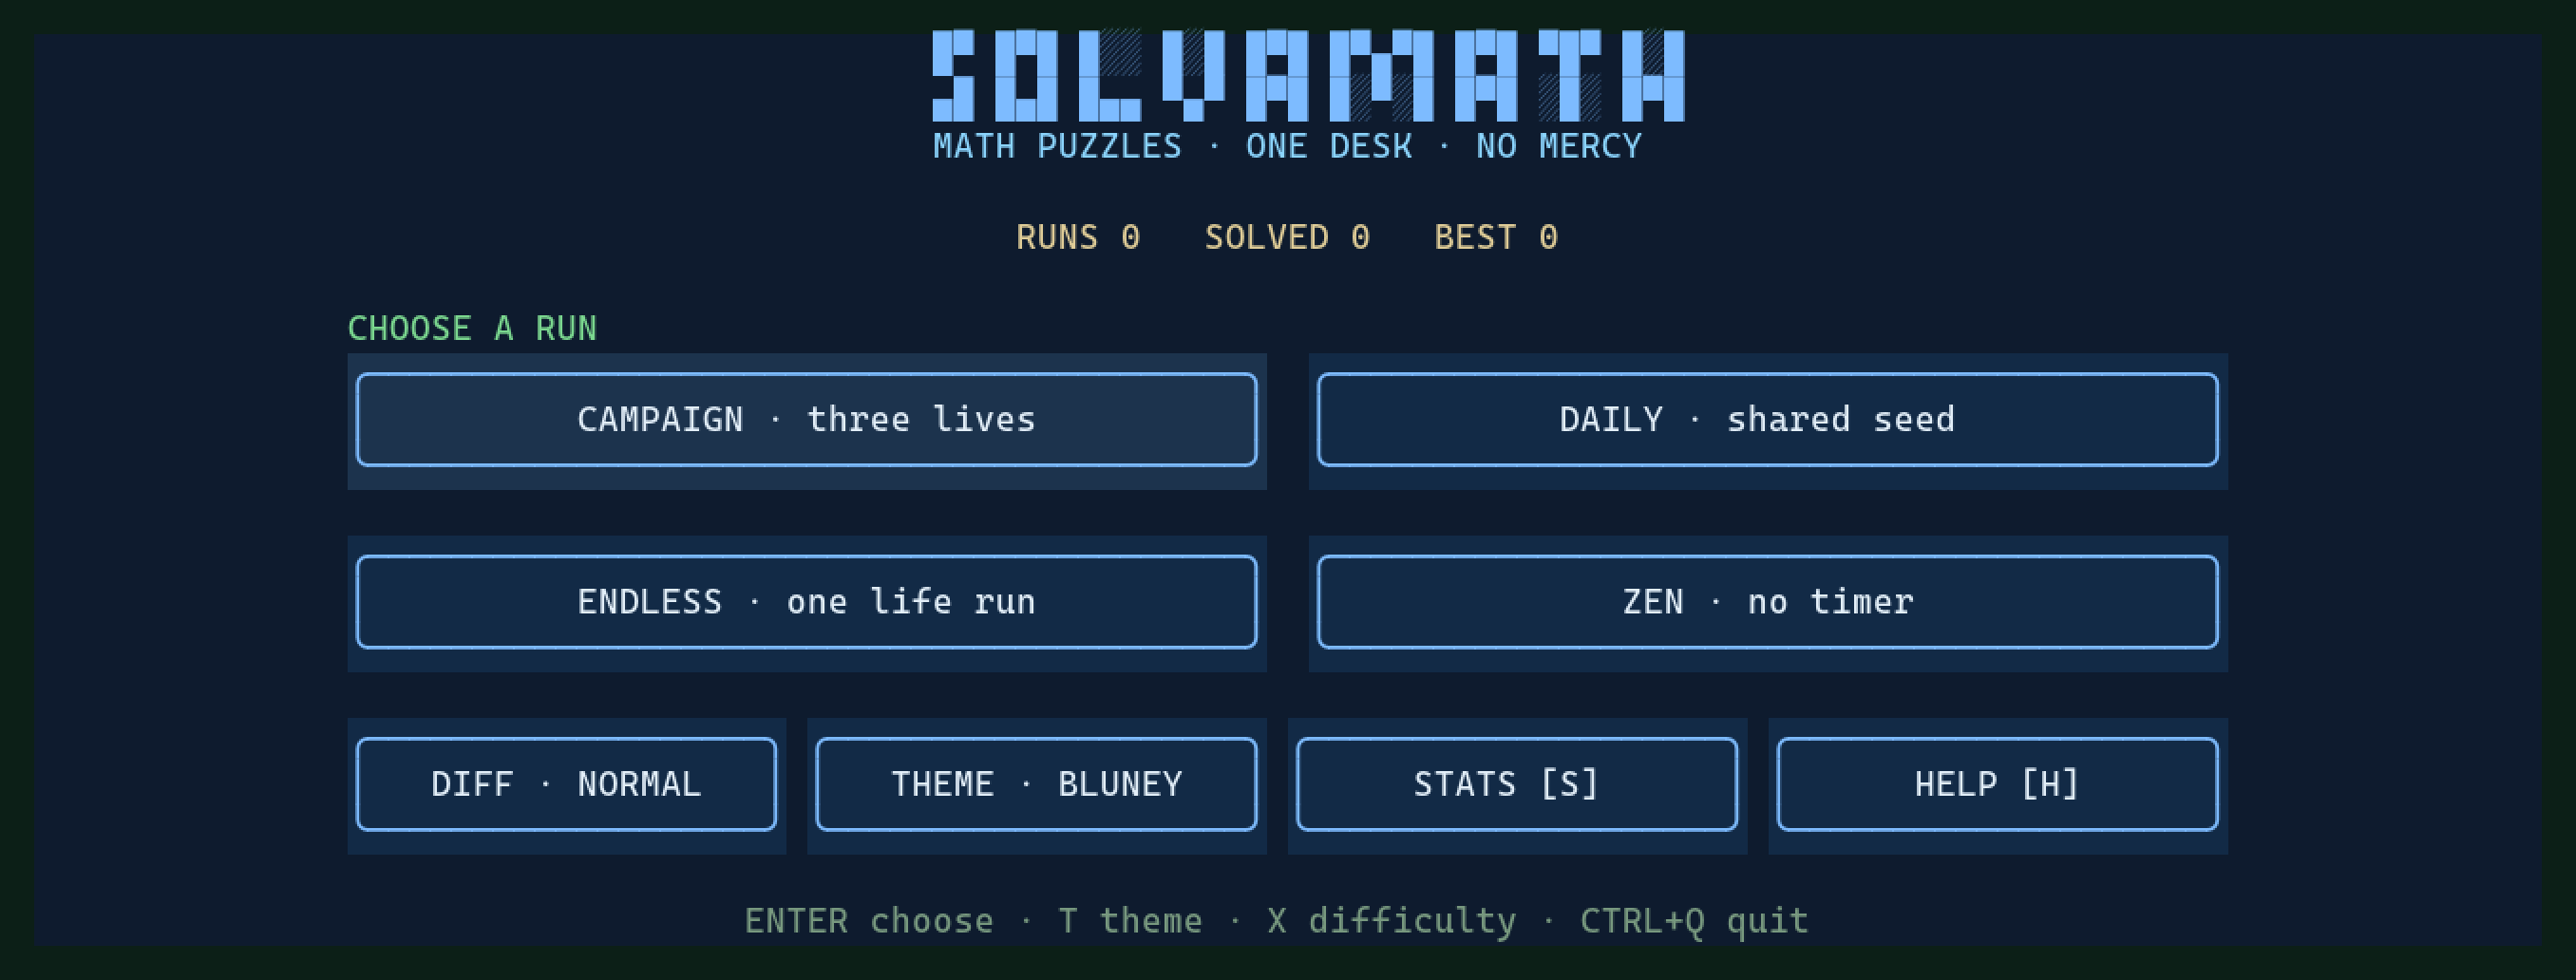 SOLVAMATH
MATH PUZZLES · ONE DESK · NO MERCY
RUNS 0 SOLVED 0 BEST 0
CHOOSE A RUN
CAMPAIGN · three lives
DAILY · shared seed
ENDLESS · one life run
ZEN · no timer
DIFF · NORMAL
THEME · BLUNEY
STATS [S]
HELP [H]
ENTER choose · T theme · X difficulty · CTRL+Q quit